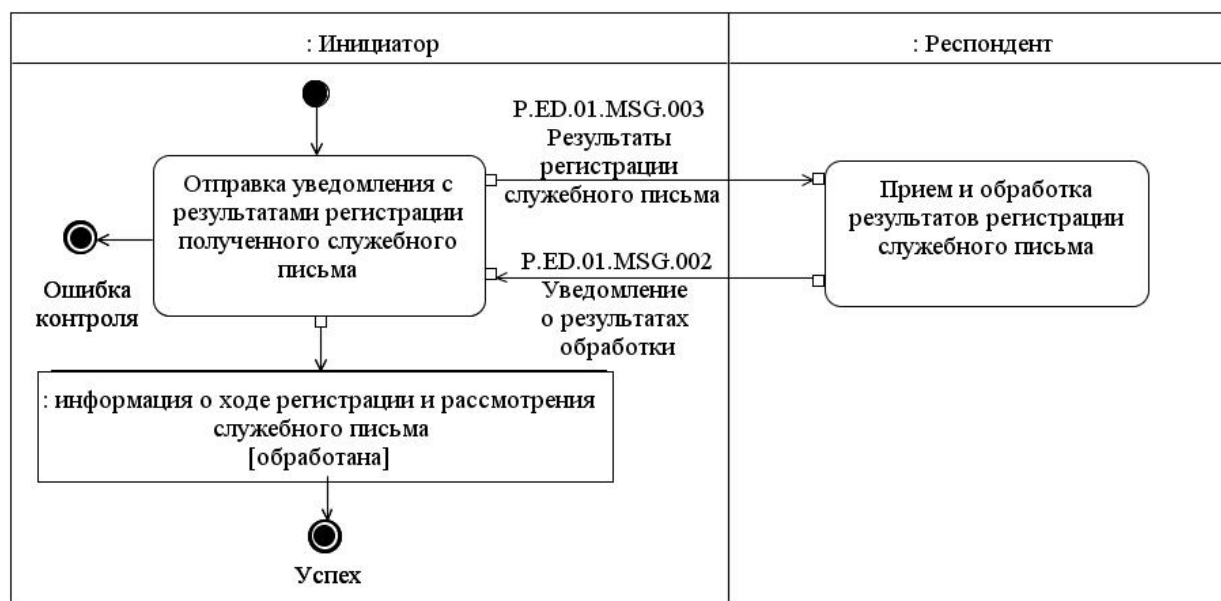 : Инициатор
: Респондент
P.ED.01.MSG.003
Результаты
регистрации
служебного письма
Отправка уведомления с
результатами регистрации
полученного служебного
письма
Прием и обработка
результатов регистрации
служебного письма
P.ED.01.MSG.002
Уведомление
о результатах
обработки
Ошибка
контроля
: информация о ходе регистрации и рассмотрения
служебного письма
[обработана]
Успех